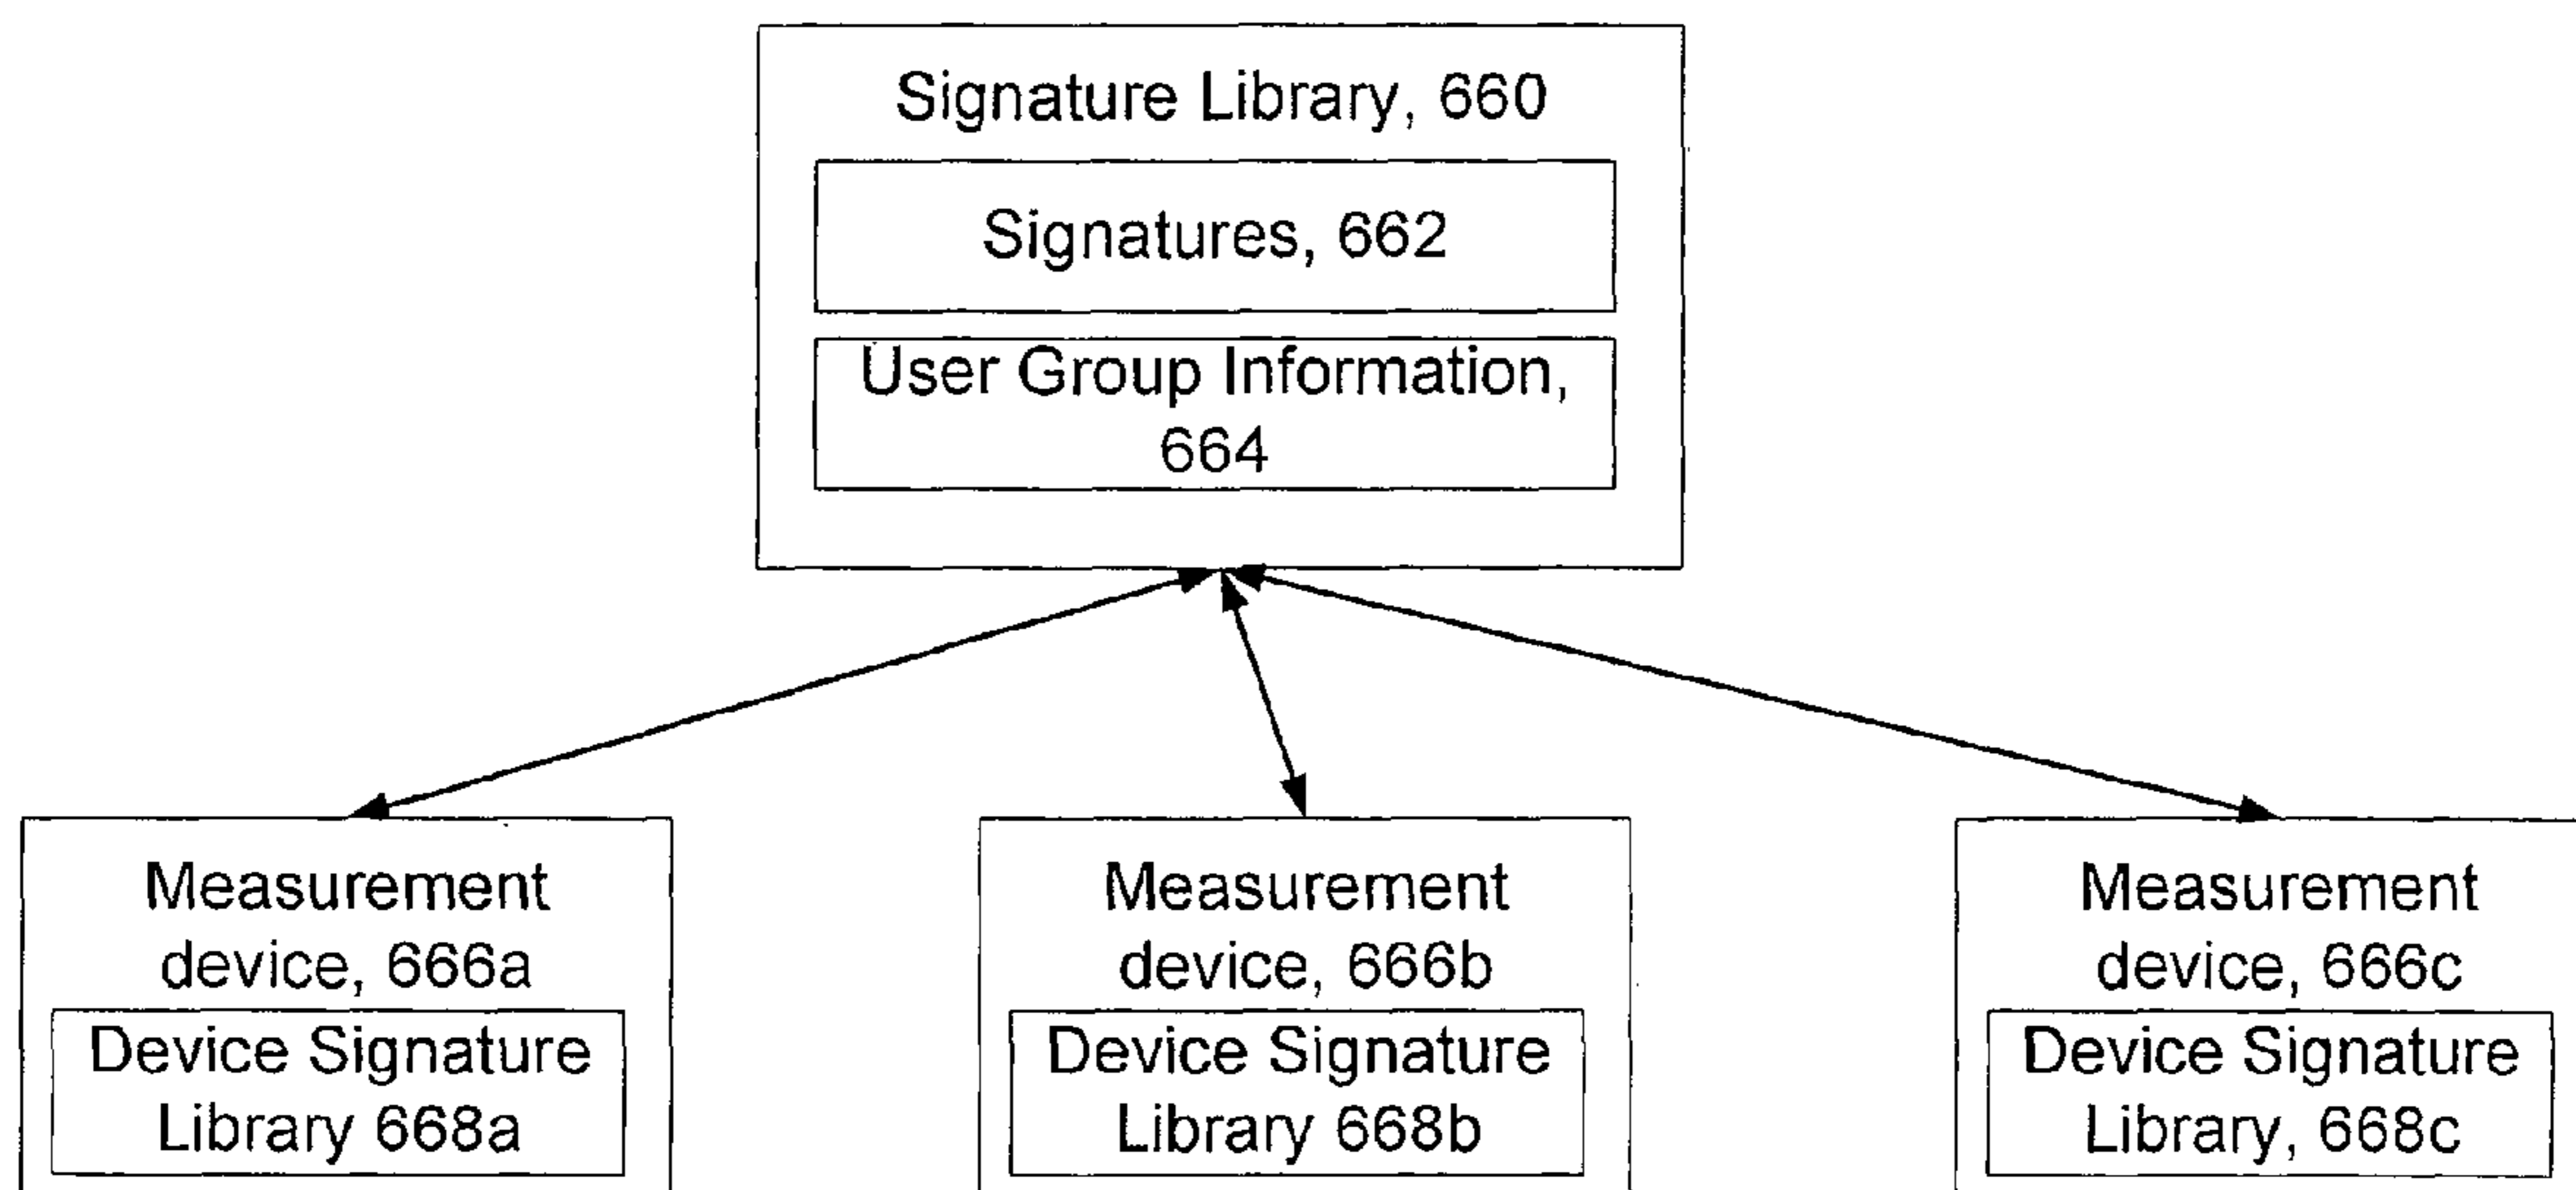 Signature Library, 660
Signatures, 662
User Group Information,
664
Measurement
device, 666a
Device Signature
Library 668a
Measurement
device, 666b
Device Signature
Library 668b
Measurement
device, 666c
Device Signature
Library, 668c